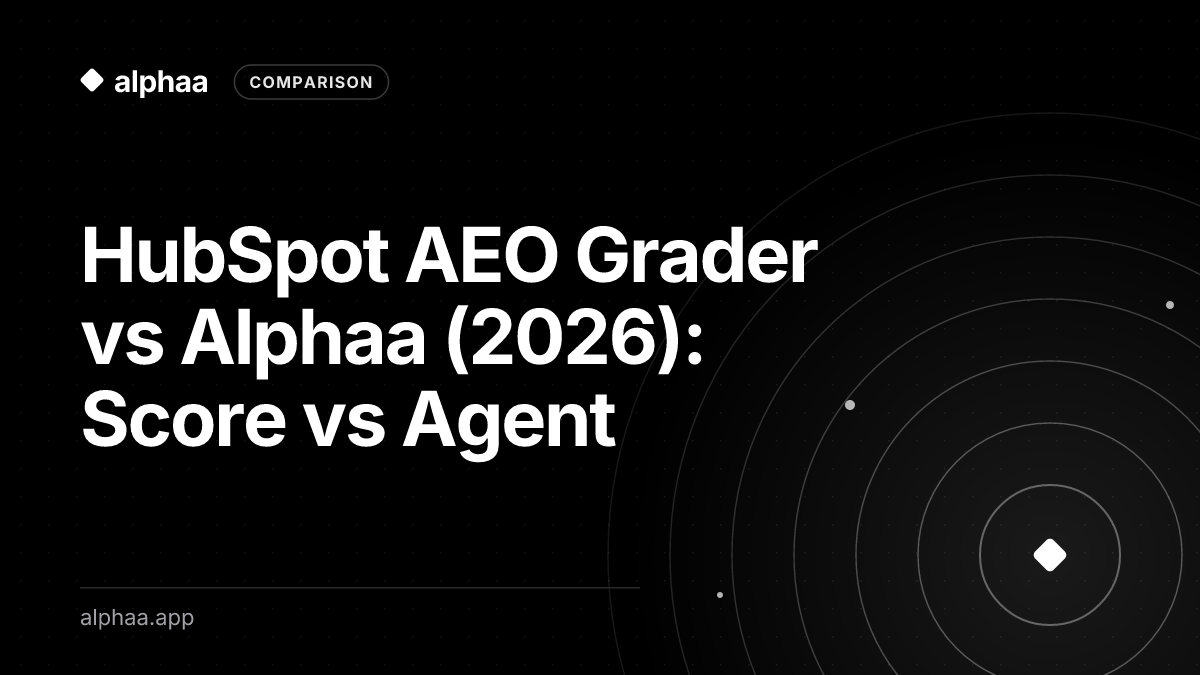 alphaa
COMPARISON
HubSpot AEO Grader
vs Alphaa (2026):
Score vs Agent
alphaa.app